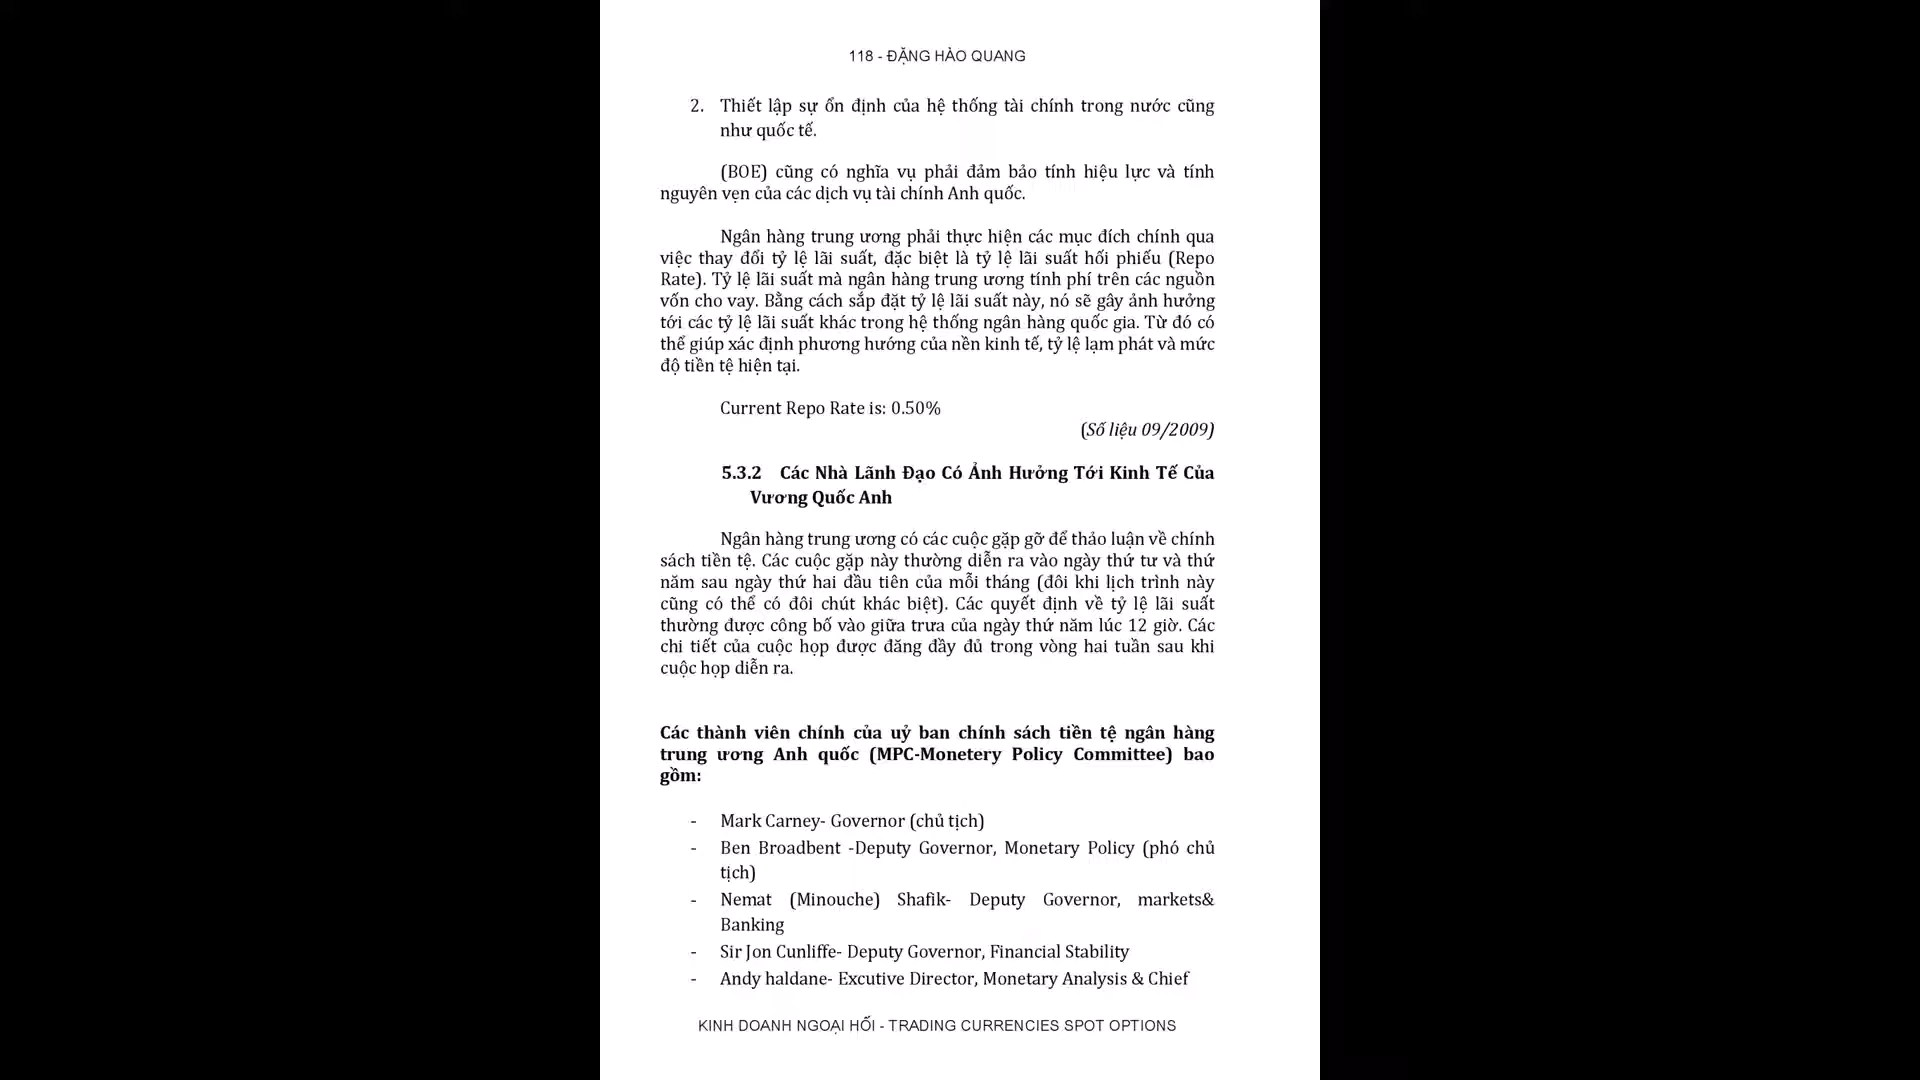 118 - ĐẶNG HÀO QUANG
2. Thiết lập sự ổn định của hệ thống tài chính trong nước cũng
như quốc tế.
(BOE) cũng có nghĩa vụ phải đảm bảo tính hiệu lực và tính
nguyên vẹn của các dịch vụ tài chính Anh quốc.
Ngân hàng trung ương phải thực hiện các mục đích chính qua
việc thay đổi tỷ lệ lãi suất, đặc biệt là tỷ lệ lãi suất hối phiếu (Repo
Rate). Tỷ lệ lãi suất mà ngân hàng trung ương tính phí trên các nguồn
vốn cho vay. Bằng cách sắp đặt tỷ lệ lãi suất này, nó sẽ gây ảnh hưởng
tới các tỷ lệ lãi suất khác trong hệ thống ngân hàng quốc gia. Từ đó có
thể giúp xác định phương hướng của nền kinh tế, tỷ lệ lạm phát và mức
độ tiền tệ hiện tại.
Current Repo Rate is: 0.50%
(Số liệu 09/2009)
5.3.2 Các Nhà Lãnh Đạo Có Ảnh Hưởng Tới Kinh Tế Của
Vương Quốc Anh
Ngân hàng trung ương có các cuộc gặp gỡ để thảo luận về chính
sách tiền tệ. Các cuộc gặp này thường diễn ra vào ngày thứ tư và thứ
năm sau ngày thứ hai đầu tiên của mỗi tháng (đôi khi lịch trình này
cũng có thể có đôi chút khác biệt). Các quyết định về tỷ lệ lãi suất
thường được công bố vào giữa trưa của ngày thứ năm lúc 12 giờ. Các
chi tiết của cuộc họp được đăng đầy đủ trong vòng hai tuần sau khi
cuộc họp diễn ra.
Các thành viên chính của uỷ ban chính sách tiền tệ ngân hàng
trung ương Anh quốc (MPC-Monetery Policy Committee) bao
gồm:
- Mark Carney- Governor (chủ tịch)
- Ben Broadbent -Deputy Governor, Monetary Policy (phó chủ
tịch)
- Nemat (Minouche) Shafik- Deputy Governor, markets&
Banking
- Sir Jon Cunliffe- Deputy Governor, Financial Stability
- Andy haldane- Excutive Director, Monetary Analysis & Chief
KINH DOANH NGOẠI HỐI - TRADING CURRENCIES SPOT OPTIONS